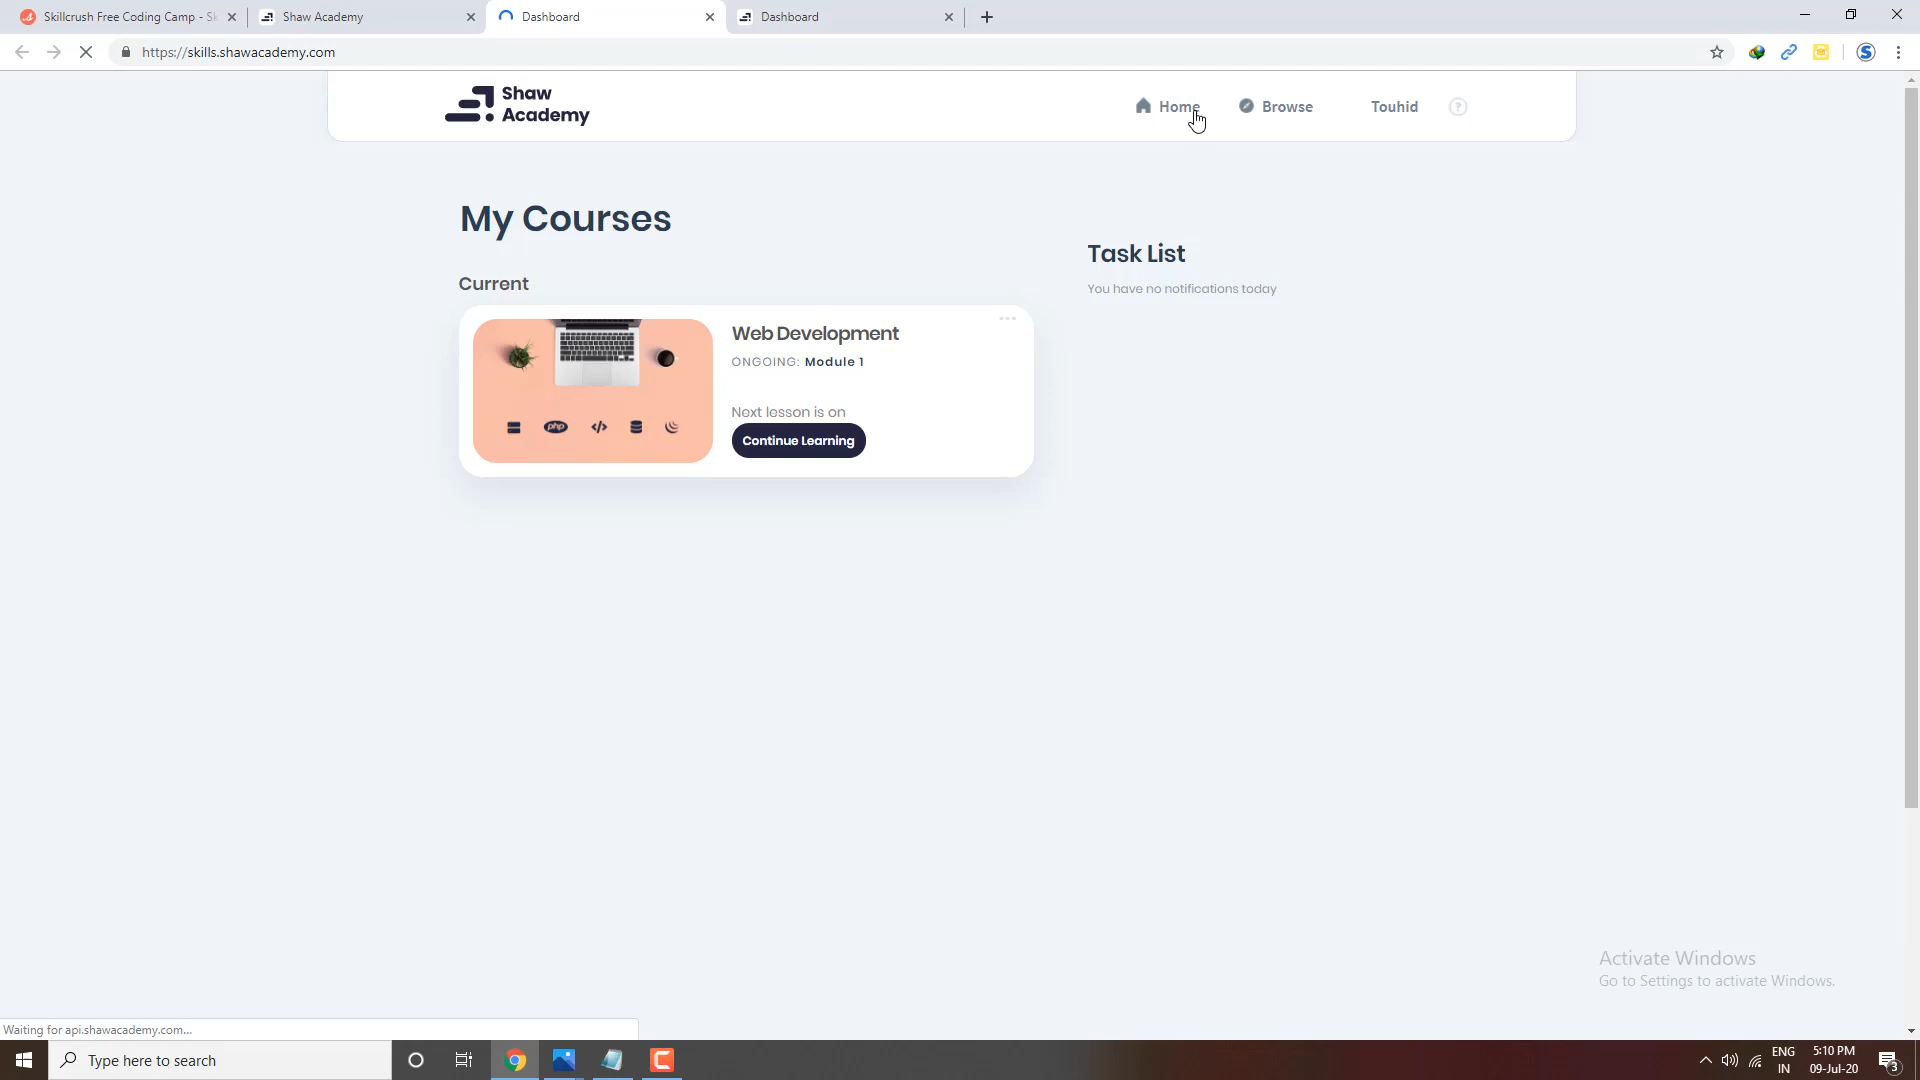 Skillcrush Free Coding Camp - Sk
Shaw Academy
Dashboard
Dashboard
https://skills.shawacademy.com
Shaw
Academy
Home
Browse
Touhid
?
My Courses
Task List
You have no notifications today
Current
Web Development
ONGOING: Module 1
php
Next lesson is on
Continue Learning
Activate Windows
Go to Settings to activate Windows.
Waiting for api.shawacademy.com...
Type here to search
ENG
IN
5:10 PM
09-Jul-20
3